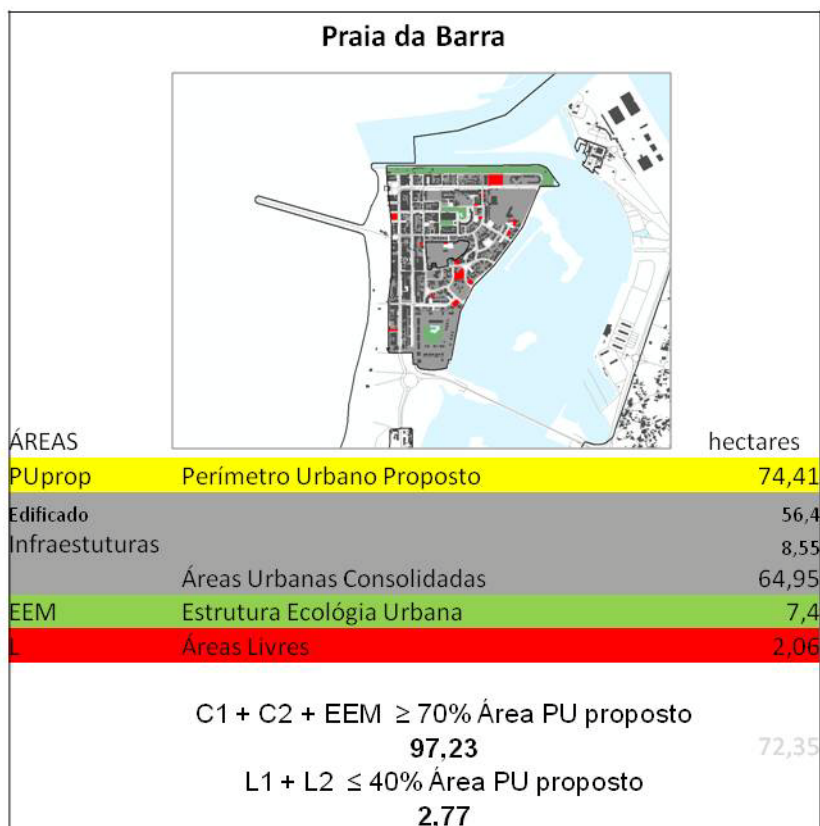 Praia da Barra
ÁREAS hectares
PUprop Perímetro Urbano Proposto 74,41
Edificado 56,4
Infraestuturas 8,55
Áreas Urbanas Consolidadas 64,95
EEM Estrutura Ecológia Urbana 7,4
L Áreas Livres 2,06
C1 + C2 + EEM ≥ 70% Área PU proposto
97,23 72,35
L1 + L2 ≤ 40% Área PU proposto
2,77